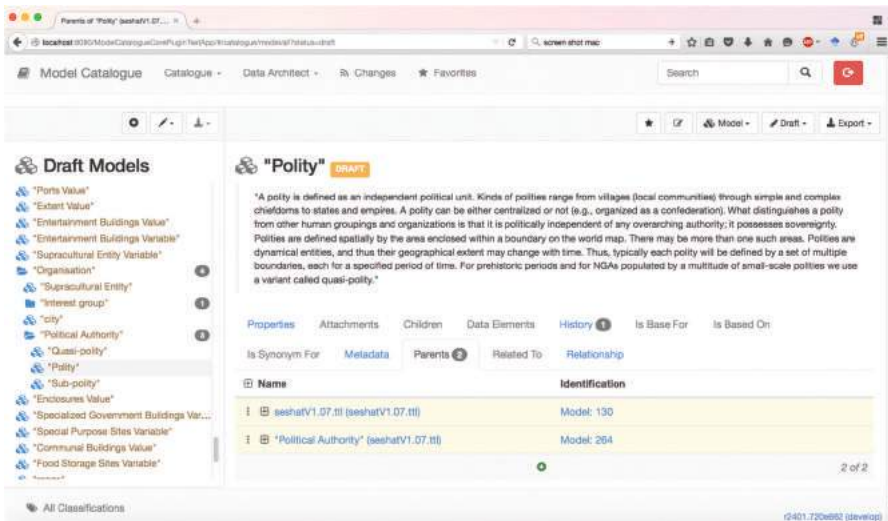 Parents of "Polity" (seshatV1.07....
screen shot mac
Model Catalogue
Catalogue
Data Architect
Changes
Favorites
Search
Model
Draft
Export
Draft Models
"Ports Value"
"Extent Value"
"Entertainment Buildings Value"
"Entertainment Buildings Variable"
"Supracultural Entity Variable"
"Organisation"
"Supracultural Entity"
"Interest group"
"city"
"Political Authority"
"Quasi-polity"
"Polity"
"Sub-polity"
"Enclosures Value"
"Specialized Government Buildings Var...
"Special Purpose Sites Variable"
"Communal Buildings Value"
"Food Storage Sites Variable"
All Classifications
"Polity" DRAFT
"A polity is defined as an independent political unit. Kinds of polities range from villages (local communities) through simple and complex
chiefdoms to states and empires. A polity can be either centralized or not (e.g., organized as a confederation). What distinguishes a polity
from other human groupings and organizations is that it is politically independent of any overarching authority; it possesses sovereignty.
Polities are defined spatially by the area enclosed within a boundary on the world map. There may be more than one such areas. Polities are
dynamical entities, and thus their geographical extent may change with time. Thus, typically each polity will be defined by a set of multiple
boundaries, each for a specified period of time. For prehistoric periods and for NGAs populated by a multitude of small-scale polities we use
a variant called quasi-polity."
Properties Attachments Children Data Elements History 1 Is Base For Is Based On
Is Synonym For Metadata Parents 2 Related To Relationship
Name Identification
seshatV1.07.ttl (seshatV1.07.ttl) Model: 130
"Political Authority" (seshatV1.07.ttl) Model: 264
2 of 2
r2401.720e662 (develop)